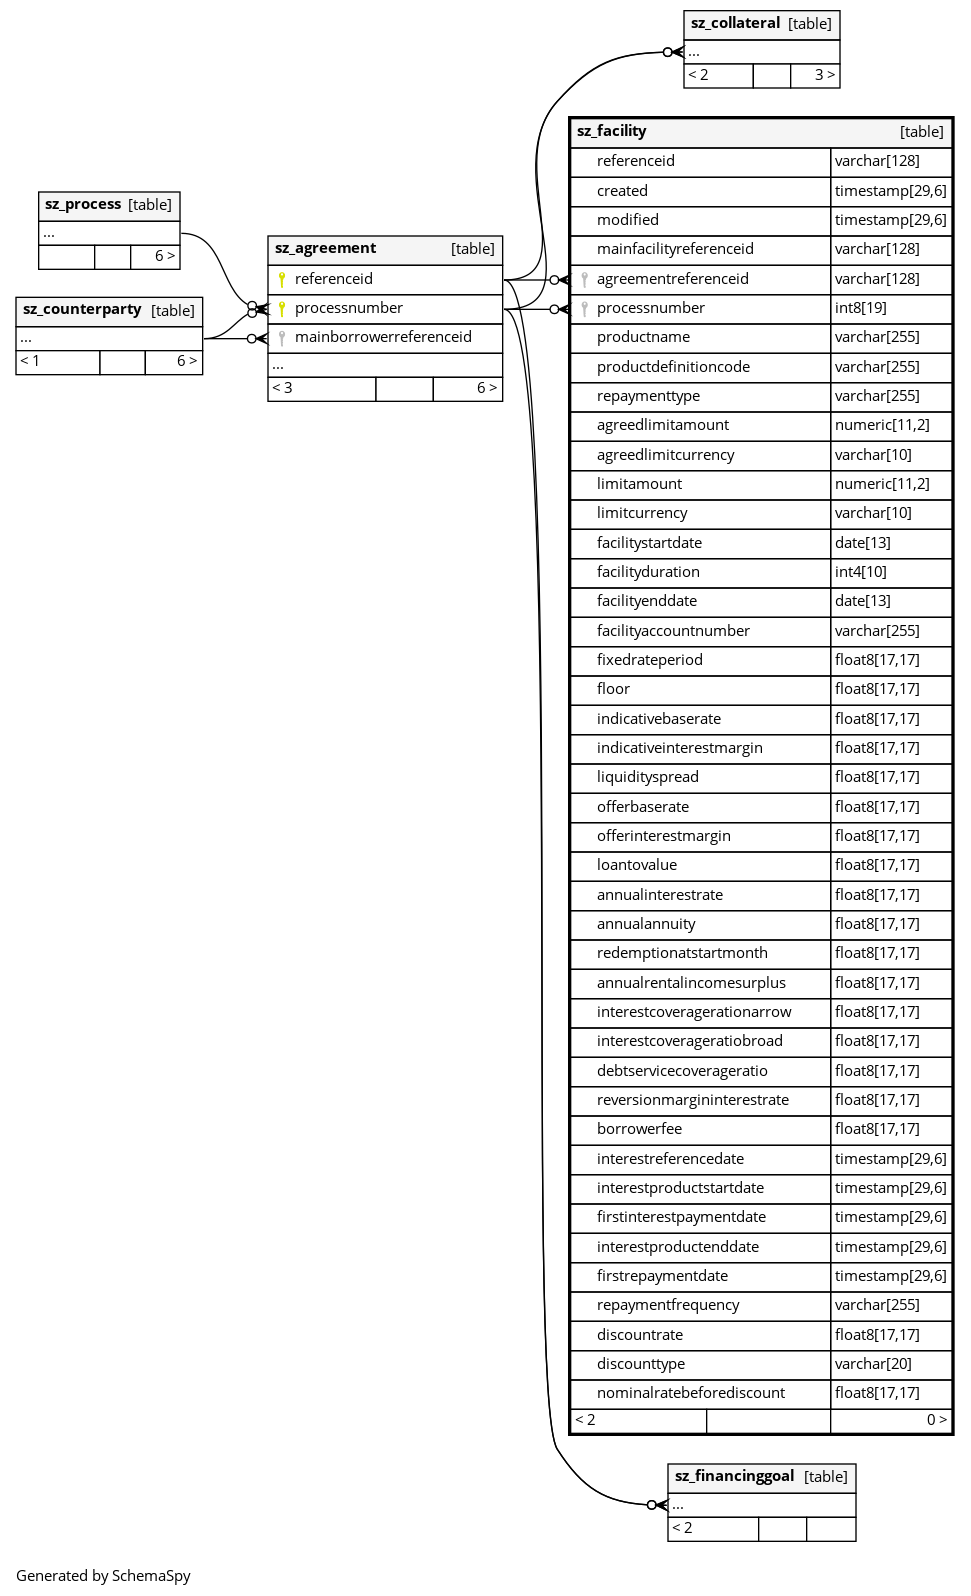 sz_collateral [table]
...
< 2 3 >
sz_process [table]
...
6 >
sz_counterparty [table]
...
< 1 6 >
sz_agreement [table]
referenceid
processnumber
mainborrowerreferenceid
...
< 3 6 >
sz_facility [table]
referenceid varchar[128]
created timestamp[29,6]
modified timestamp[29,6]
mainfacilityreferenceid varchar[128]
agreementreferenceid varchar[128]
processnumber int8[19]
productname varchar[255]
productdefinitioncode varchar[255]
repaymenttype varchar[255]
agreedlimitamount numeric[11,2]
agreedlimitcurrency varchar[10]
limitamount numeric[11,2]
limitcurrency varchar[10]
facilitystartdate date[13]
facilityduration int4[10]
facilityenddate date[13]
facilityaccountnumber varchar[255]
fixedrateperiod float8[17,17]
floor float8[17,17]
indicativebaserate float8[17,17]
indicativeinterestmargin float8[17,17]
liquidityspread float8[17,17]
offerbaserate float8[17,17]
offerinterestmargin float8[17,17]
loantovalue float8[17,17]
annualinterestrate float8[17,17]
annualannuity float8[17,17]
redemptionatstartmonth float8[17,17]
annualrentalincomesurplus float8[17,17]
interestcoveragerationarrow float8[17,17]
interestcoverageratiobroad float8[17,17]
debtservicecoverageratio float8[17,17]
reversionmargininterestrate float8[17,17]
borrowerfee float8[17,17]
interestreferencedate timestamp[29,6]
interestproductstartdate timestamp[29,6]
firstinterestpaymentdate timestamp[29,6]
interestproductenddate timestamp[29,6]
firstrepaymentdate timestamp[29,6]
repaymentfrequency varchar[255]
discountrate float8[17,17]
discounttype varchar[20]
nominalratebeforediscount float8[17,17]
< 2 0 >
sz_financinggoal [table]
...
< 2
Generated by SchemaSpy